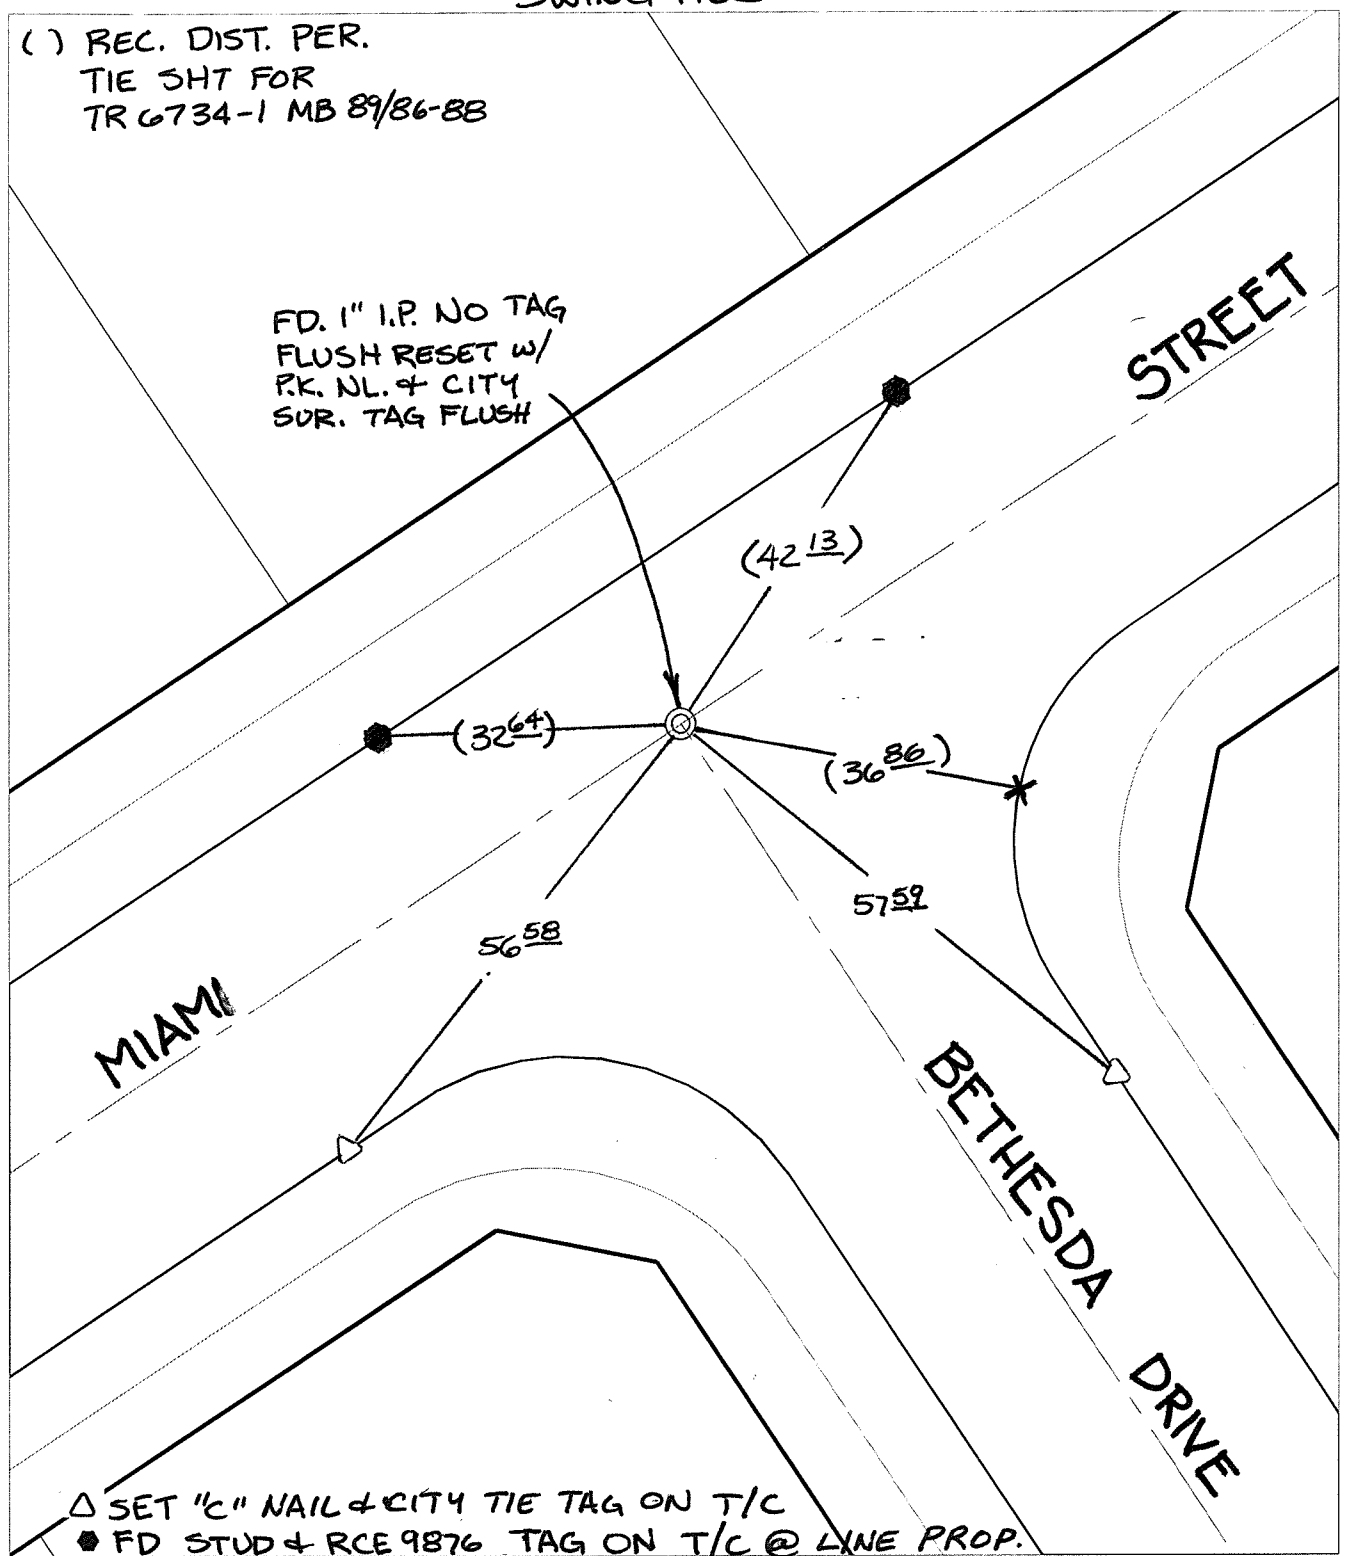 ( ) REC. DIST. PER.
TIE SHT FOR
TR 6734-1 MB 89/86-88
FD. 1" I.P. NO TAG
FLUSH RESET W/
P.K. NL. & CITY
SUR. TAG FLUSH
STREET
(42 13)
(32 64)
(36 86)
57 59
56 58
MIAMI
BETHESDA DRIVE
△ SET "C" NAIL & CITY TIE TAG ON T/C
● FD STUD & RCE 9876 TAG ON T/C @ LINE PROP.